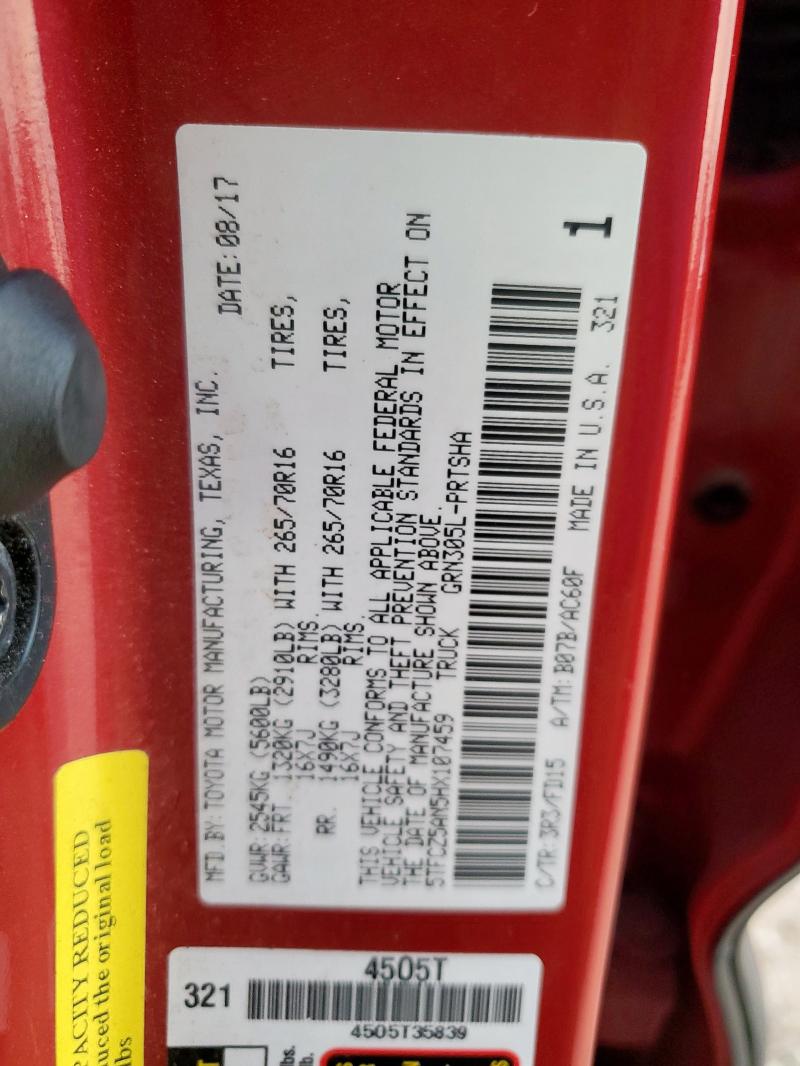 MFD.BY: TOYOTA MOTOR MANUFACTURING, TEXAS, INC.
DATE: 08/17
GVWR: 2545KG (5600LB)
GAWR: FRT. 1320KG (2910LB) WITH 265/70R16 TIRES,
16X7J RIMS.
RR. 1490KG (3280LB) WITH 265/70R16 TIRES,
16X7J RIMS.
THIS VEHICLE CONFORMS TO ALL APPLICABLE FEDERAL MOTOR
VEHICLE SAFETY AND THEFT PREVENTION STANDARDS IN EFFECT ON
THE DATE OF MANUFACTURE SHOWN ABOVE.
5TFCZ5AN5HX107459 TRUCK GRN305L-PRTSHA
1
C/TR: 3R3/FD15 A/TM: B07B/AC60F MADE IN U.S.A. 321
PACITY REDUCED
uced the original load
lbs
321
4505T
4505T35839
lbs.
lb.